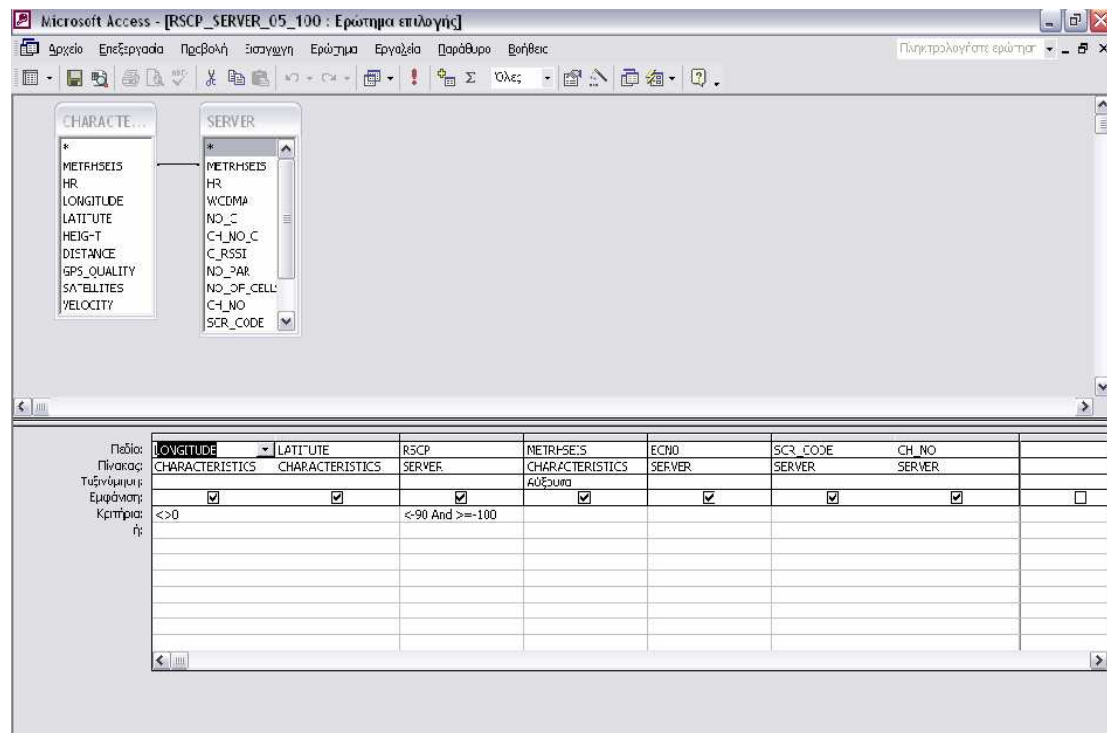 Microsoft Access - [RSCP_SERVER_05_100 : Ερώτημα επιλογής]
Αρχείο Επεξεργασία Προβολή Εισαγωγη Ερώτημα Εργαλεία Παράθυρο Βοήθεια
Πληκτρολογήστε ερώτησ
Όλες
CHARACTE...
*
METRHSEIS
HR
LONGITUDE
LATITUTE
HEIGHT
DISTANCE
GPS_QUALITY
SATELLITES
VELOCITY
SERVER
*
METRHSEIS
HR
WCDMA
NO_C
CH_NO_C
C_RSSI
NO_PAR
NO_OF_CELL
CH_NO
SCR_CODE
Πεδίο: LONGITUDE LATITUTE RSCP METRHSEIS ECNO SCR_CODE CH_NO
Πίνακας: CHARACTERISTICS CHARACTERISTICS SERVER CHARACTERISTICS SERVER SERVER SERVER
Ταξινόμηση: Αύξουσα
Εμφάνιση:
Κριτήρια: <>0 <-90 And >=-100
ή: